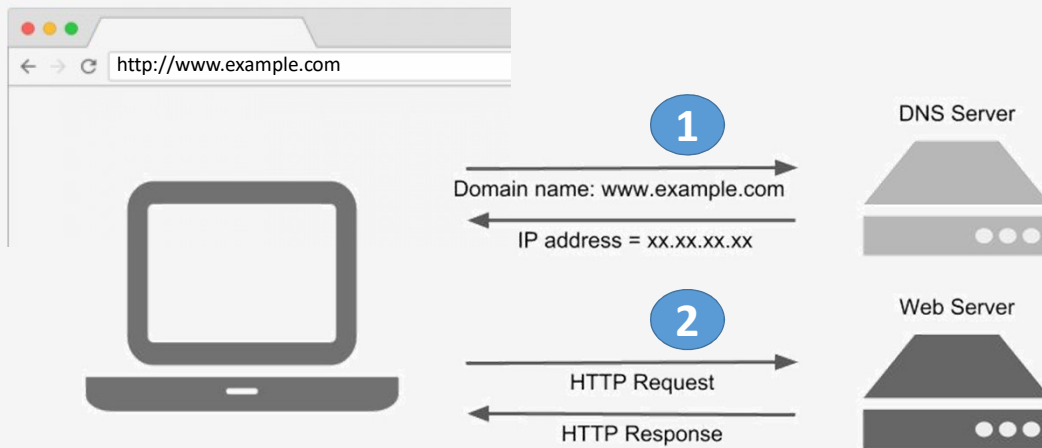 http://www.example.com
1
DNS Server
Domain name: www.example.com
IP address = xx.xx.xx.xx
2
Web Server
HTTP Request
HTTP Response